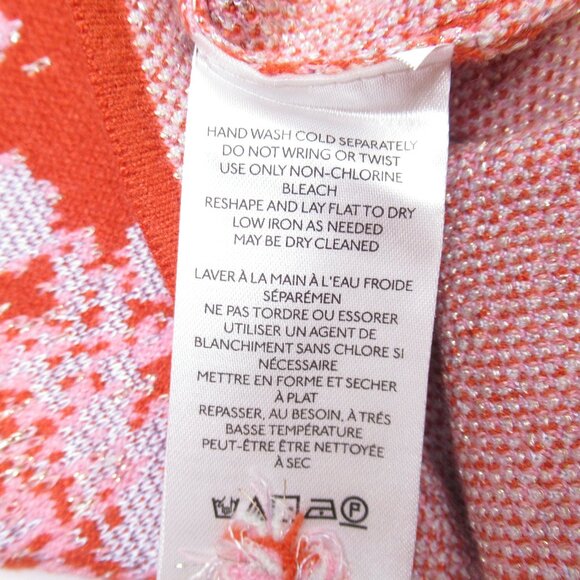 HAND WASH COLD SEPARATELY
DO NOT WRING OR TWIST
USE ONLY NON-CHLORINE
BLEACH
RESHAPE AND LAY FLAT TO DRY
LOW IRON AS NEEDED
MAY BE DRY CLEANED
LAVER À LA MAIN À L'EAU FROIDE
SÉPARÉMEN
NE PAS TORDRE OU ESSORER
UTILISER UN AGENT DE
BLANCHIMENT SANS CHLORE SI
NÉCESSAIRE
METTRE EN FORME ET SECHER
À PLAT
REPASSER, AU BESOIN, À TRÉS
BASSE TEMPÉRATURE
PEUT-ÊTRE ÊTRE NETTOYÉE
À SEC
P